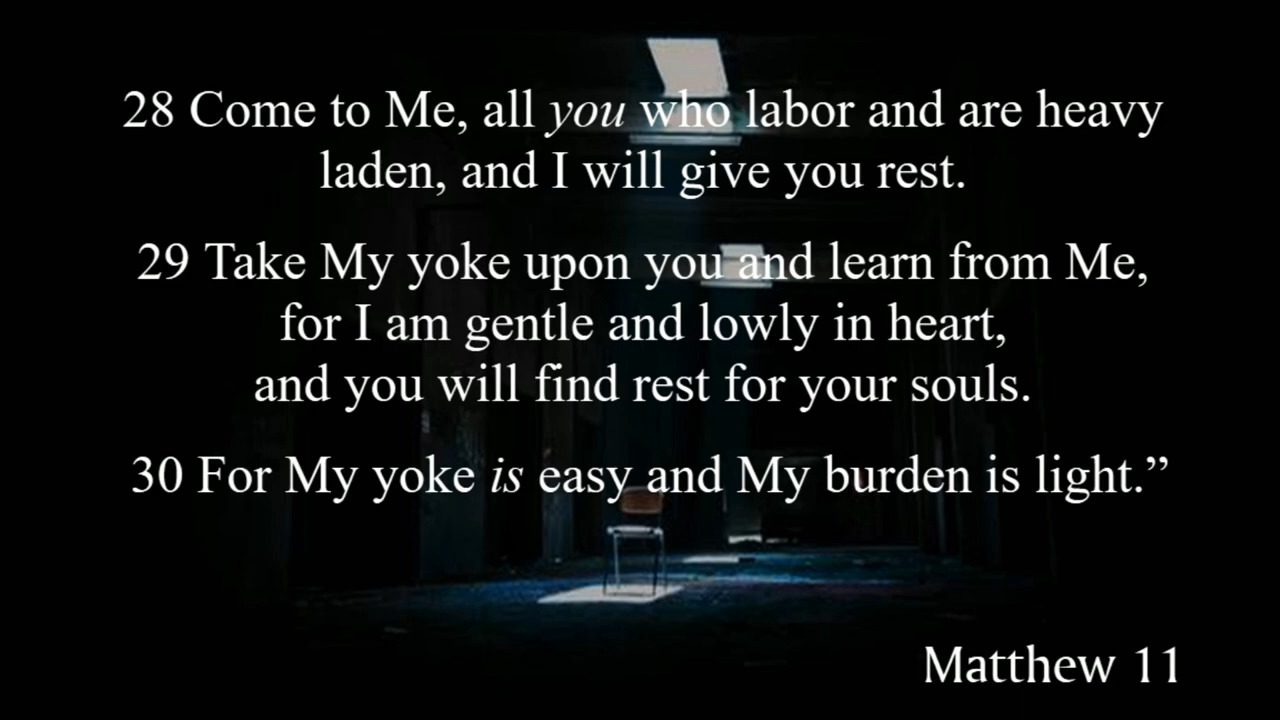 28 Come to Me, all you who labor and are heavy
laden, and I will give you rest.
29 Take My yoke upon you and learn from Me,
for I am gentle and lowly in heart,
and you will find rest for your souls.
30 For My yoke is easy and My burden is light.”
Matthew 11